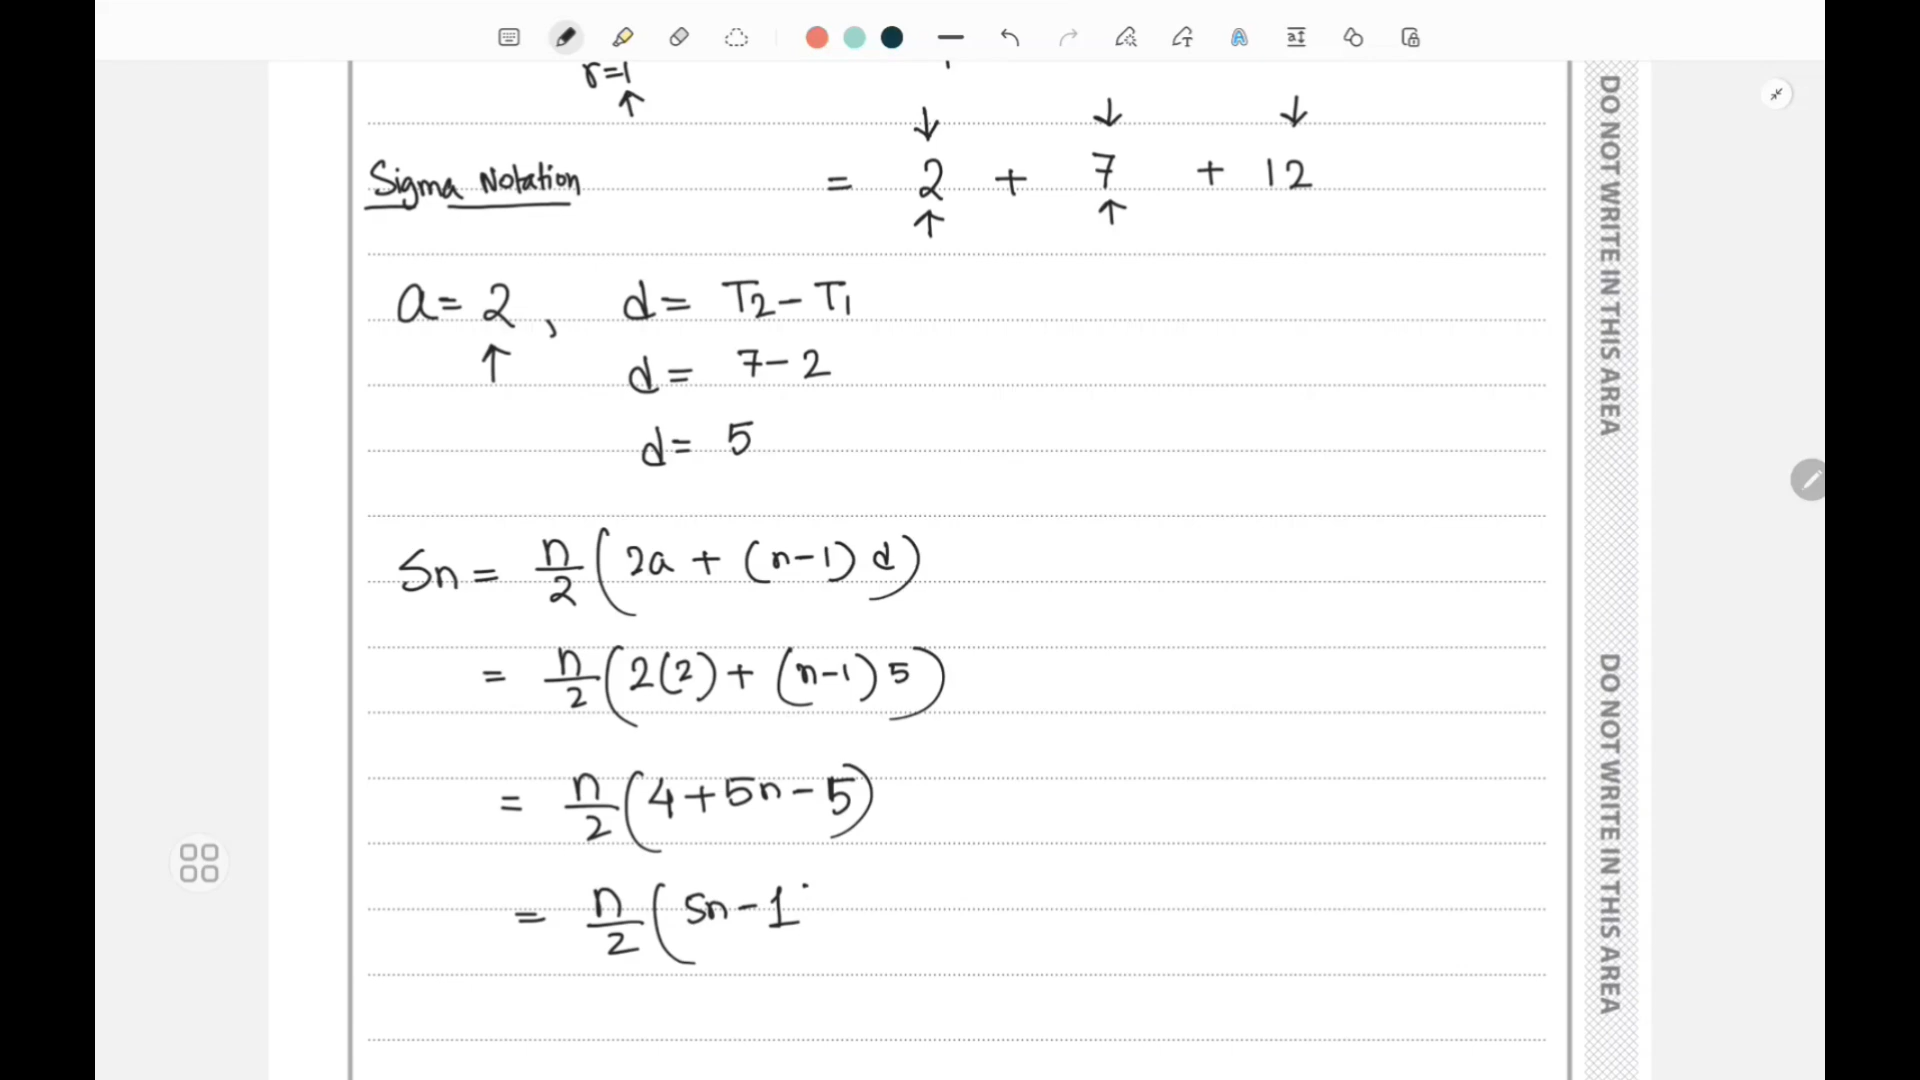 r=1
↑
↓ ↓ ↓
Sigma Notation = 2 + 7 + 12
↑ ↑
a = 2 , d = T₂ - T₁
↑
d = 7 - 2
d = 5
Sn = n/2 (2a + (n-1) d)
= n/2 (2(2) + (n-1) 5)
= n/2 (4 + 5n - 5)
= n/2 (5n - 1
DO NOT WRITE IN THIS AREA
DO NOT WRITE IN THIS AREA